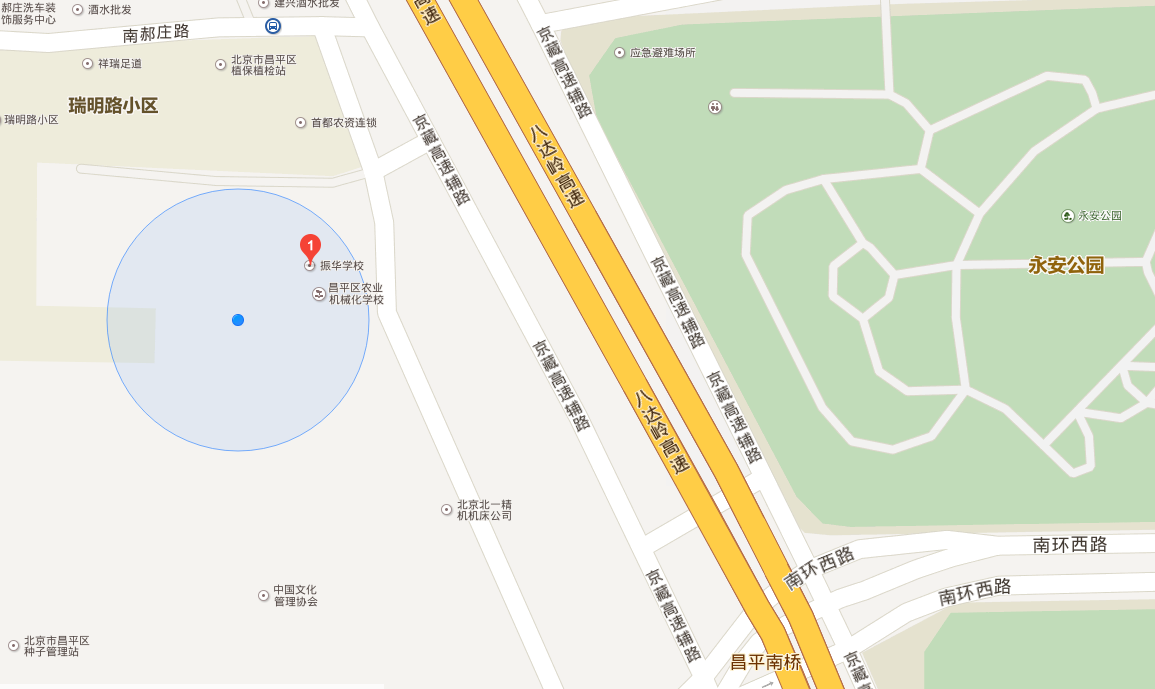 郝庄洗车装
饰服务中心
酒水批发
建兴酒水批发
高速
南郝庄路
祥瑞足道
北京市昌平区
植保植检站
瑞明路小区
瑞明路小区
首都农资连锁
京藏高速辅路
八达岭高速
京藏高速辅路
应急避难场所
永安公园
永安公园
1
振华学校
昌平区农业
机械化学校
京藏高速辅路
京藏高速辅路
京藏高速辅路
八达岭高速
北京北一精
机机床公司
中国文化
管理协会
北京市昌平区
种子管理站
京藏高速辅路
南环西路
南环西路
南环西路
昌平南桥
京藏高